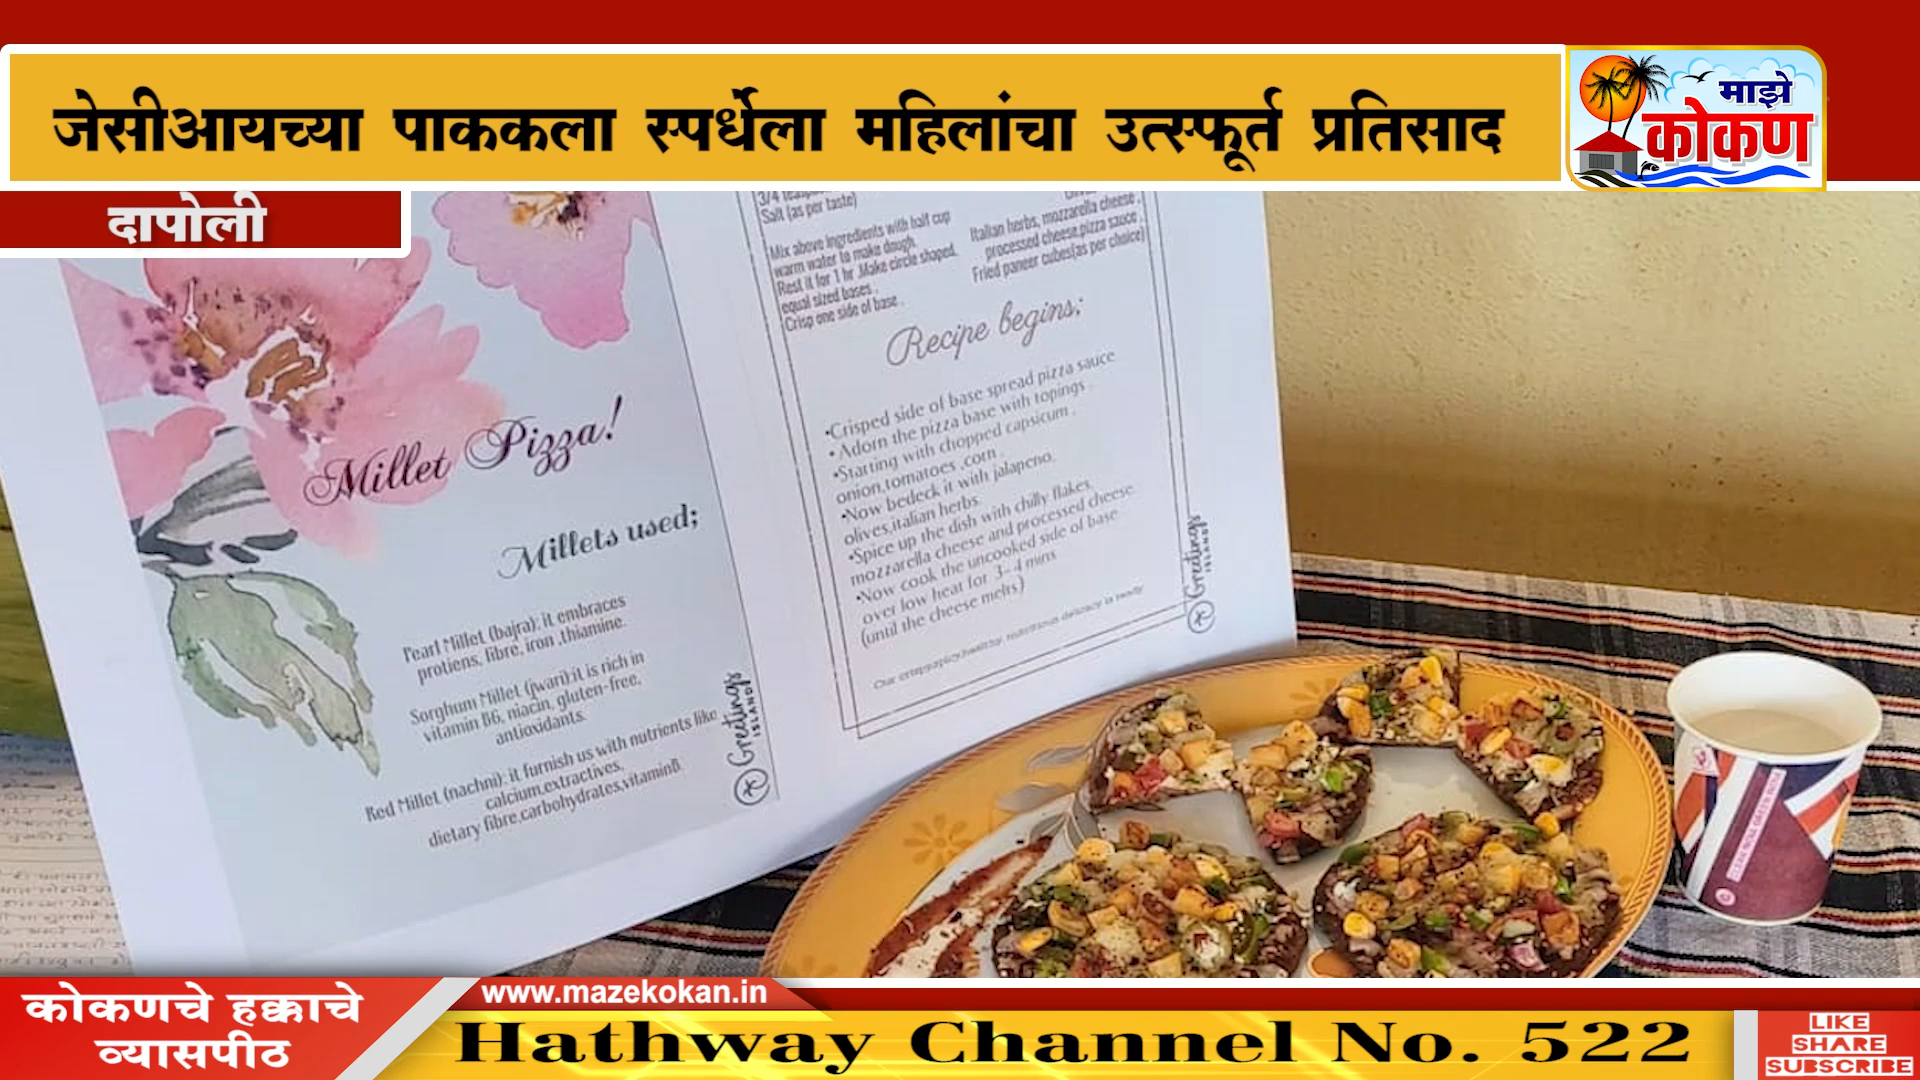 जेसीआयच्या पाककला स्पर्धेला महिलांचा उत्स्फूर्त प्रतिसाद
माझे
कोकण
दापोली
Millet Pizza!
Millets used;
Pearl Millet (bajra): it embraces
protiens, fibre, iron ,thiamine.
Sorghum Millet (jwari):it is rich in
vitamin B6, niacin, gluten-free,
antioxidants.
Red Millet (nachni): it furnish us with nutrients like
calcium,extractives,
dietary fibre,carbohydrates,vitaminB.
Greetings
ISLAND
3/4
Salt (as per taste)
Mix above ingredients with half cup
warm water to make dough.
Rest it for 1 hr .Make circle shaped,
equal sized bases .
Crisp one side of base .
Italian herbs, mozzarella cheese ,
processed cheese,pizza sauce ,
Fried paneer cubes(as per choice)
Recipe begins;
•Crisped side of base spread pizza sauce
• Adorn the pizza base with topings .
•Starting with chopped capsicum ,
onion,tomatoes ,corn .
•Now bedeck it with jalapeno,
olives,italian herbs.
•Spice up the dish with chilly flakes,
mozzarella cheese and processed cheese.
•Now cook the uncooked side of base
over low heat for 3-4 mins
(until the cheese melts)
Greetings
ISLAND
कोकणचे हक्काचे
व्यासपीठ
www.mazekokan.in
Hathway Channel No. 522
LIKE
SHARE
SUBSCRIBE